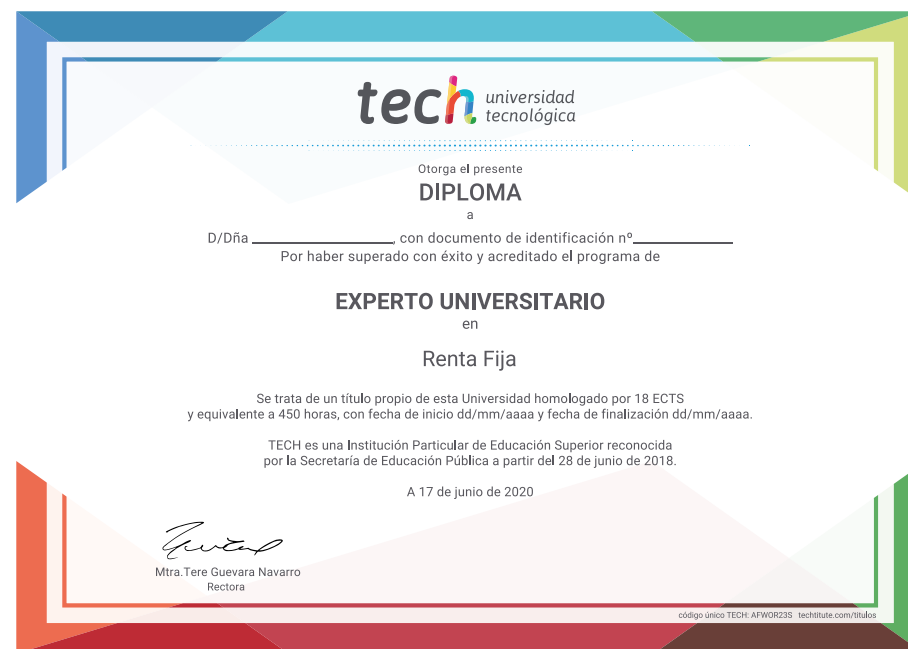 tech universidad
tecnológica
Otorga el presente
DIPLOMA
a
D/Dña ____________________, con documento de identificación nº______________
Por haber superado con éxito y acreditado el programa de
EXPERTO UNIVERSITARIO
en
Renta Fija
Se trata de un título propio de esta Universidad homologado por 18 ECTS
y equivalente a 450 horas, con fecha de inicio dd/mm/aaaa y fecha de finalización dd/mm/aaaa.
TECH es una Institución Particular de Educación Superior reconocida
por la Secretaría de Educación Pública a partir del 28 de junio de 2018.
A 17 de junio de 2020
Mtra.Tere Guevara Navarro
Rectora
código único TECH: AFWOR23S techtitute.com/titulos